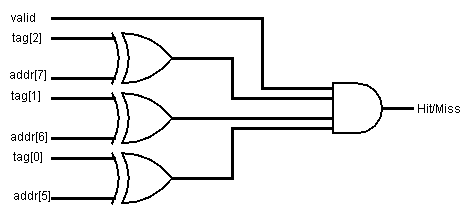 valid
tag[2]
addr[7]
tag[1]
Hit/Miss
addr[6]
tag[0]
addr[5]